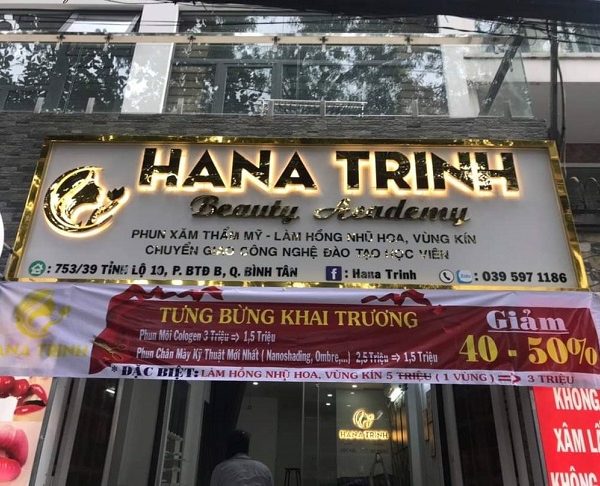 HANA TRINH
Beauty Academy
PHUN XĂM THẨM MỸ - LÀM HỒNG NHŨ HOA, VÙNG KÍN
CHUYỂN GIAO CÔNG NGHỆ ĐÀO TẠO HỌC VIÊN
: 753/39 TỈNH LỘ 10, P. BTĐ B, Q. BÌNH TÂN
f : Hana Trinh
Zalo : 039 597 1186
HANA TRINH
TƯNG BỪNG KHAI TRƯƠNG
Phun Môi Cologen 3 Triệu => 1,5 Triệu
Phun Chân Mày Kỹ Thuật Mới Nhất ( Nanoshading, Ombre,...) 2,5 Triệu => 1,5 Triệu
Giảm
40 - 50%
* ĐẶC BIỆT: LÀM HỒNG NHŨ HOA, VÙNG KÍN 5 TRIỆU ( 1 VÙNG ) => 3 TRIỆU
HANA TRINH
KHÔNG
XÂM LẤ
KHÔNG